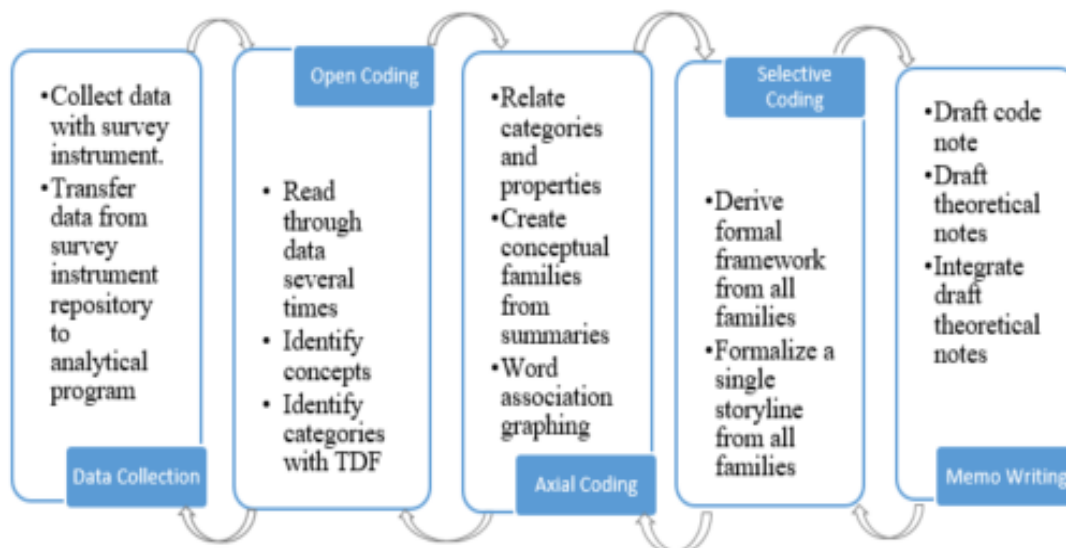 •Collect data
with survey
instrument.
•Transfer
data from
survey
instrument
repository
to
analytical
program
Data Collection
Open Coding
• Read
through
data
several
times
• Identify
concepts
• Identify
categories
with TDF
•Relate
categories
and
properties
•Create
conceptual
families
from
summaries
•Word
association
graphing
Axial Coding
Selective
Coding
•Derive
formal
framework
from all
families
•Formalize a
single
storyline
from all
families
•Draft code
note
•Draft
theoretical
notes
•Integrate
draft
theoretical
notes
Memo Writing